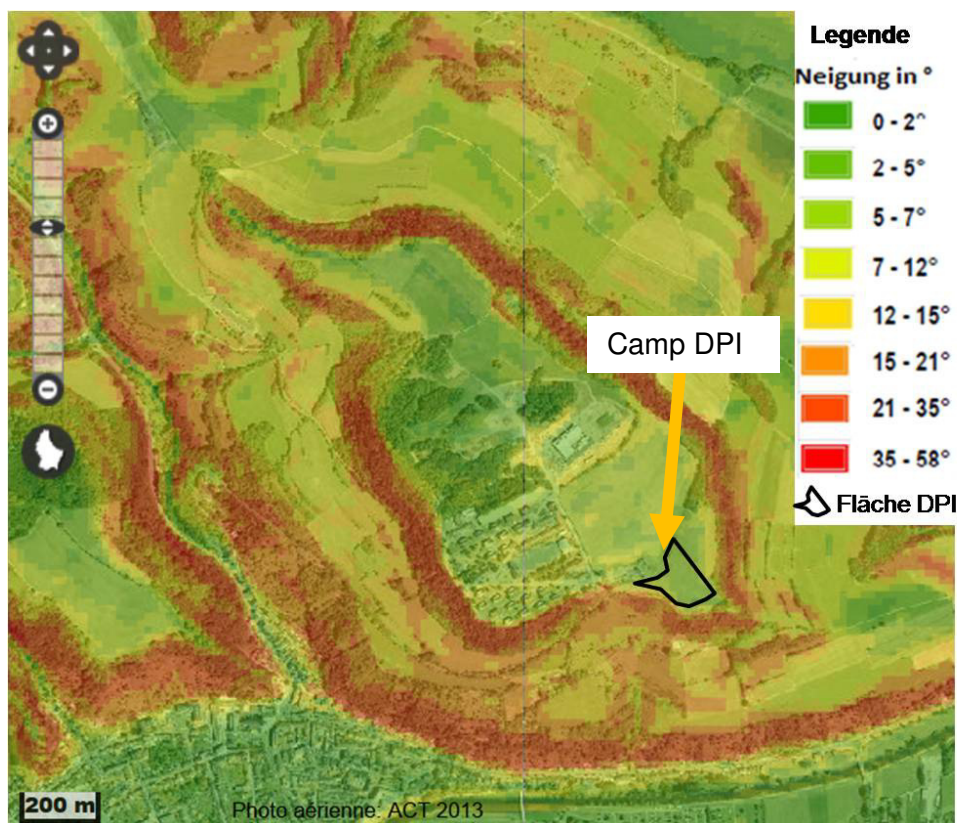 Legende
Neigung in °
0 - 2°
2 - 5°
5 - 7°
7 - 12°
12 - 15°
15 - 21°
21 - 35°
35 - 58°
Fläche DPI
Camp DPI
200 m
Photo aérienne: ACT 2013